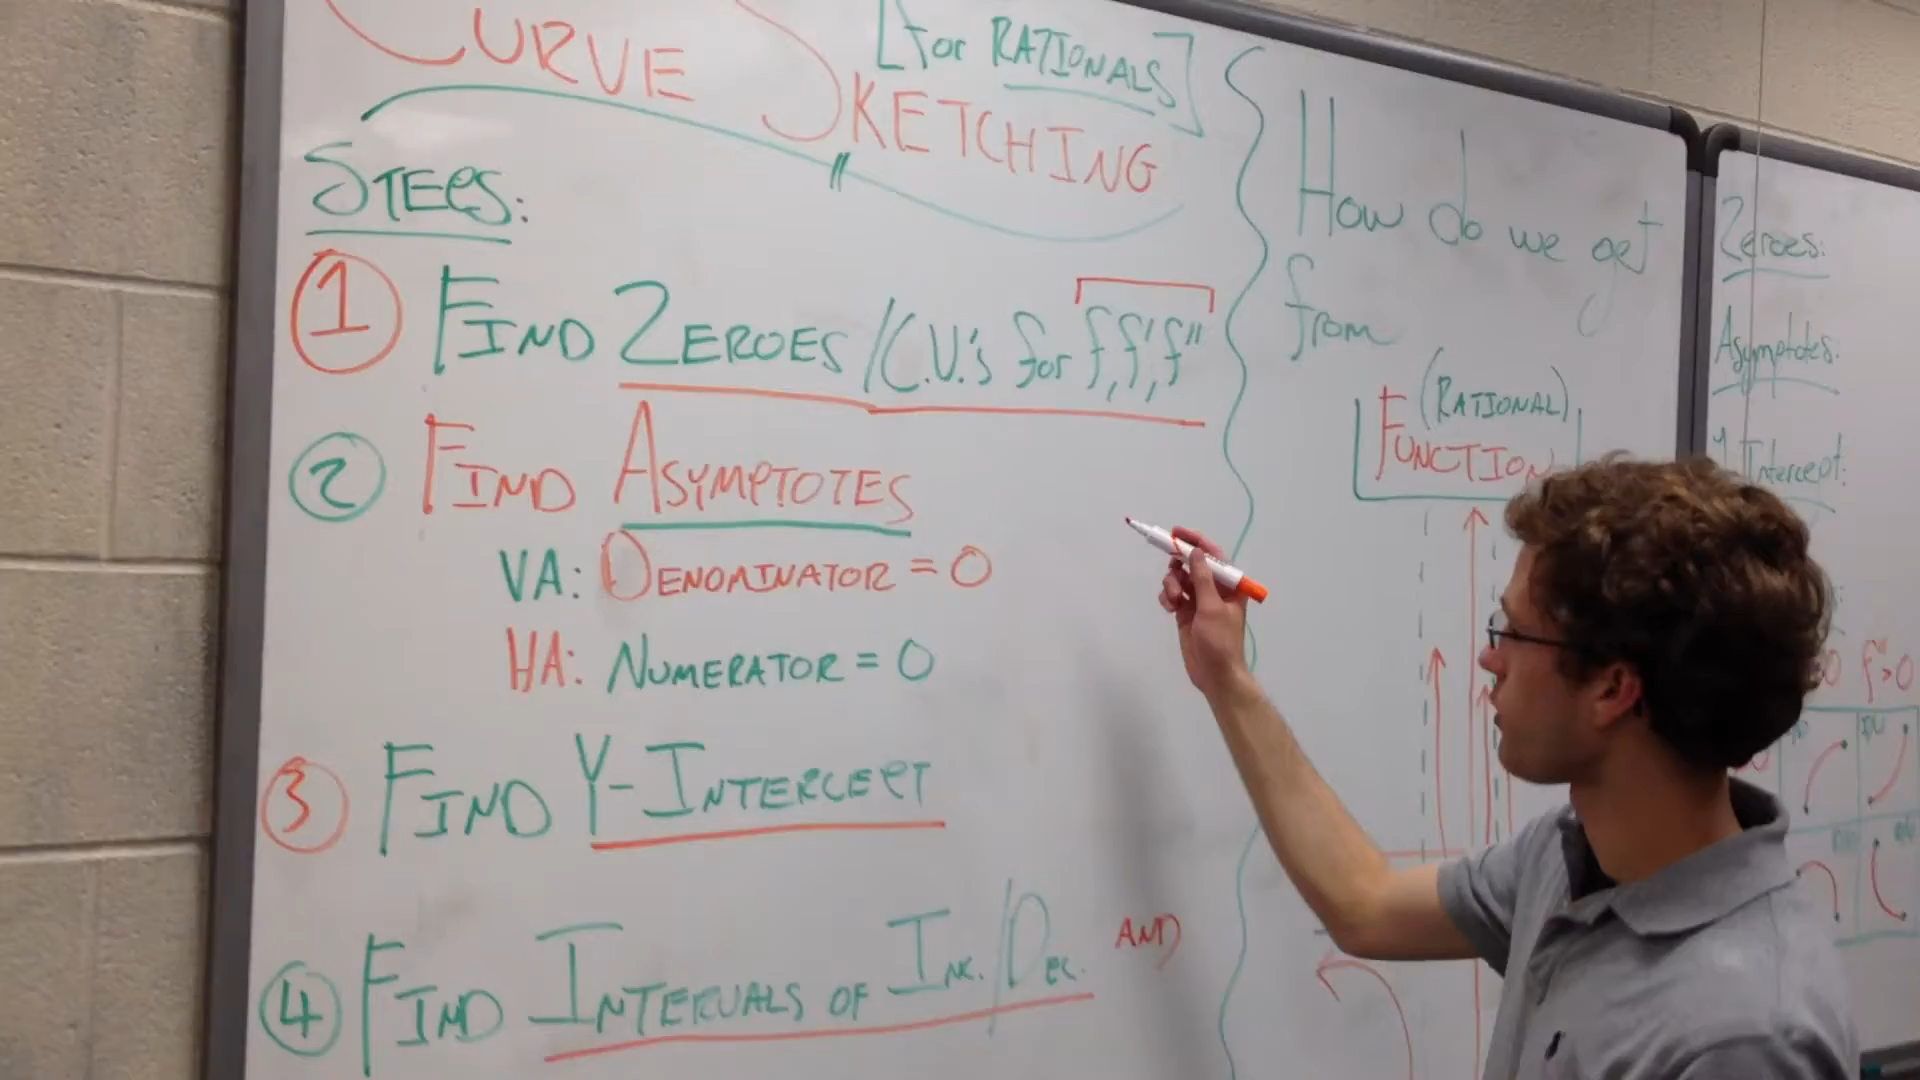 CURVE SKETCHING
[for RATIONALS]
STEPS:
① FIND ZEROES/C.V.'s for f, f', f"
② FIND ASYMPTOTES
VA: DENOMINATOR = 0
HA: NUMERATOR = 0
③ FIND Y-INTERCEPT
④ FIND INTERVALS OF INC./DEC. AND
How do we get
from
(RATIONAL)
FUNCTION
Zeroes:
Asymptotes:
Y Intercept:
f">0